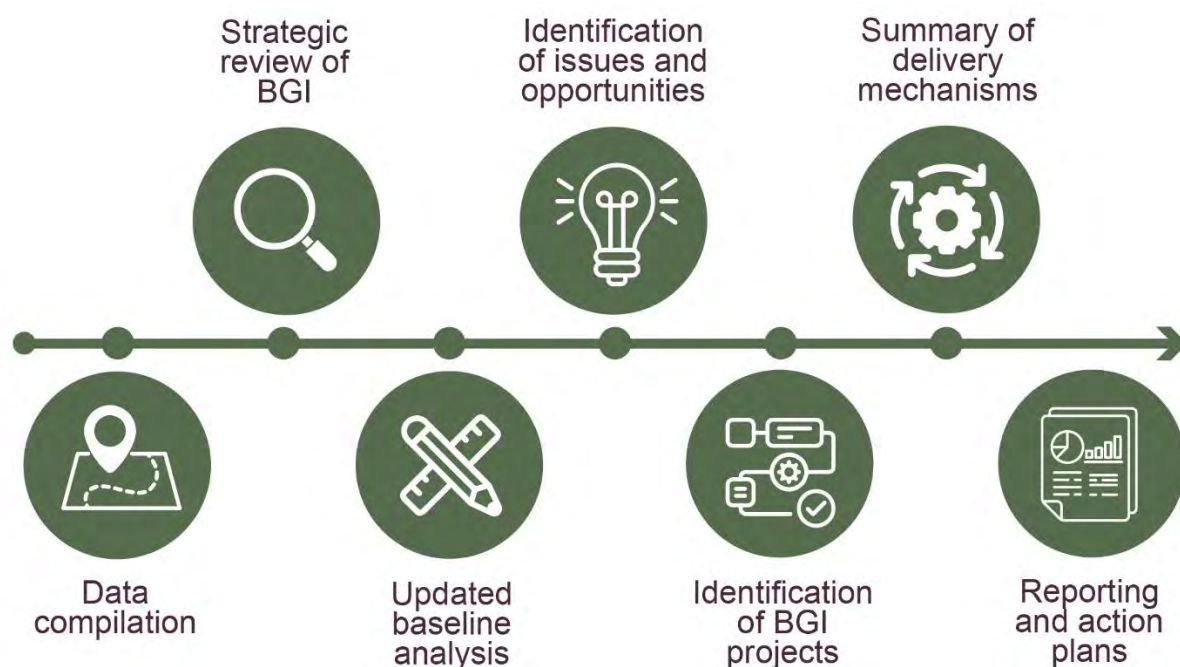 Strategic
review of
BGI
Identification
of issues and
opportunities
Summary of
delivery
mechanisms
Data
compilation
Updated
baseline
analysis
Identification
of BGI
projects
Reporting
and action
plans